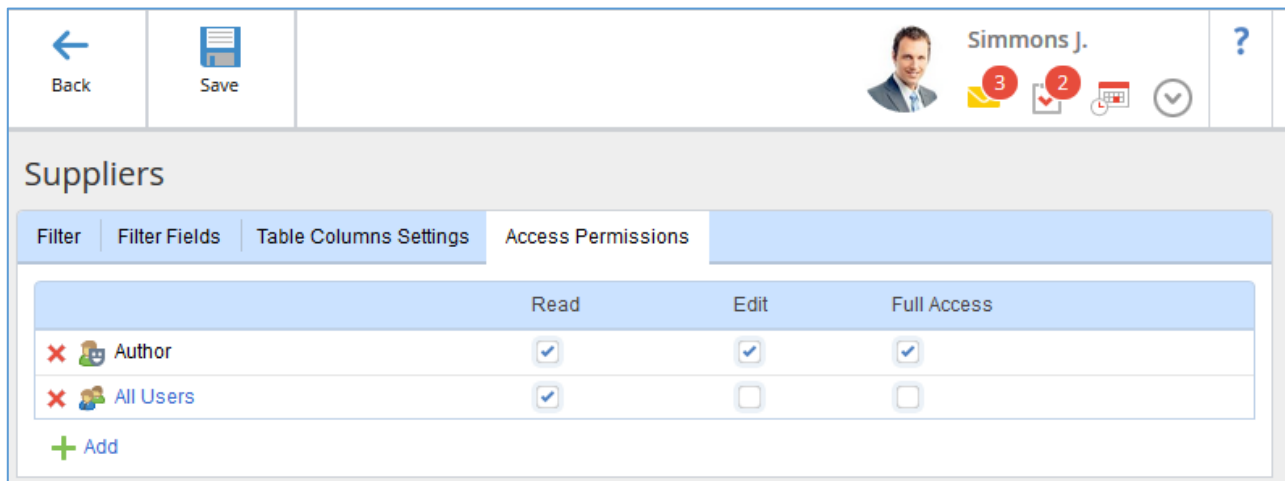 Back
Save
Simmons J.
3
2
?
Suppliers
Filter
Filter Fields
Table Columns Settings
Access Permissions
Read
Edit
Full Access
Author
All Users
Add